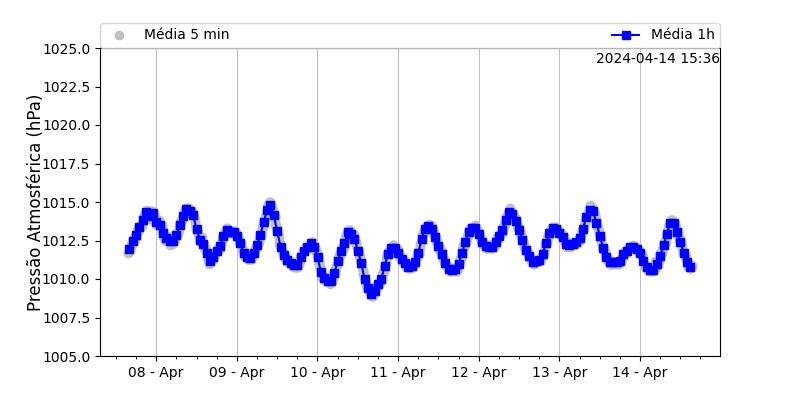 Média 5 min
Média 1h
2024-04-14 15:36
Pressão Atmosférica (hPa)
1025.0
1022.5
1020.0
1017.5
1015.0
1012.5
1010.0
1007.5
1005.0
08 - Apr
09 - Apr
10 - Apr
11 - Apr
12 - Apr
13 - Apr
14 - Apr